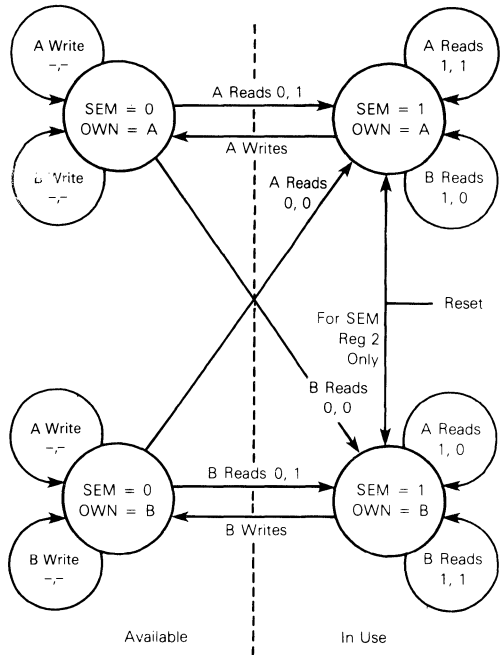 A Write
–,–
SEM = 0
OWN = A
B Write
–,–
A Reads 0, 1
A Writes
SEM = 1
OWN = A
A Reads
1, 1
B Reads
1, 0
A Reads
0, 0
For SEM
Reg 2
Only
Reset
B Reads
0, 0
A Write
–,–
SEM = 0
OWN = B
B Write
–,–
B Reads 0, 1
B Writes
SEM = 1
OWN = B
A Reads
1, 0
B Reads
1, 1
Available
In Use